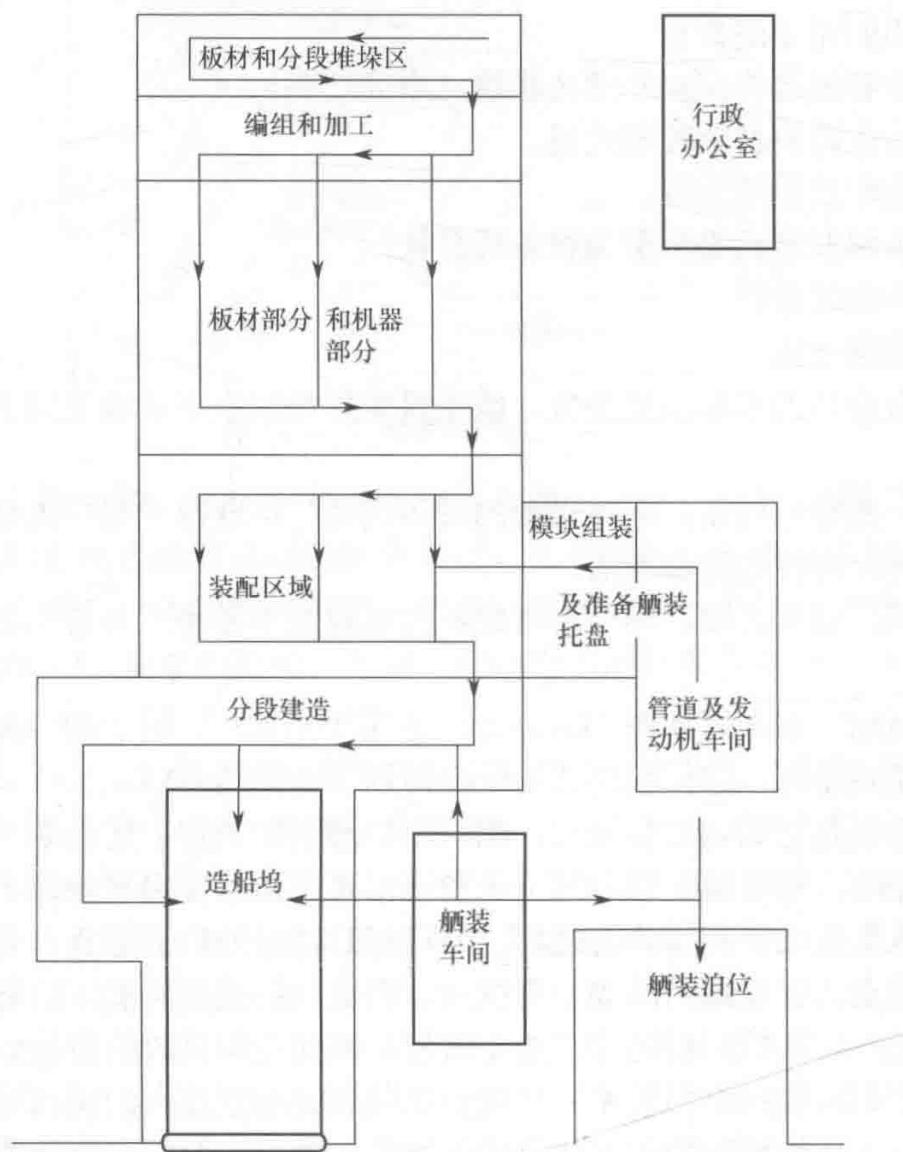 板材和分段堆垛区
行政
办公室
编组和加工
板材部分
和机器
部分
模块组装
装配区域
及准备舾装
托盘
分段建造
管道及发
动机车间
造船坞
舾装
车间
舾装泊位